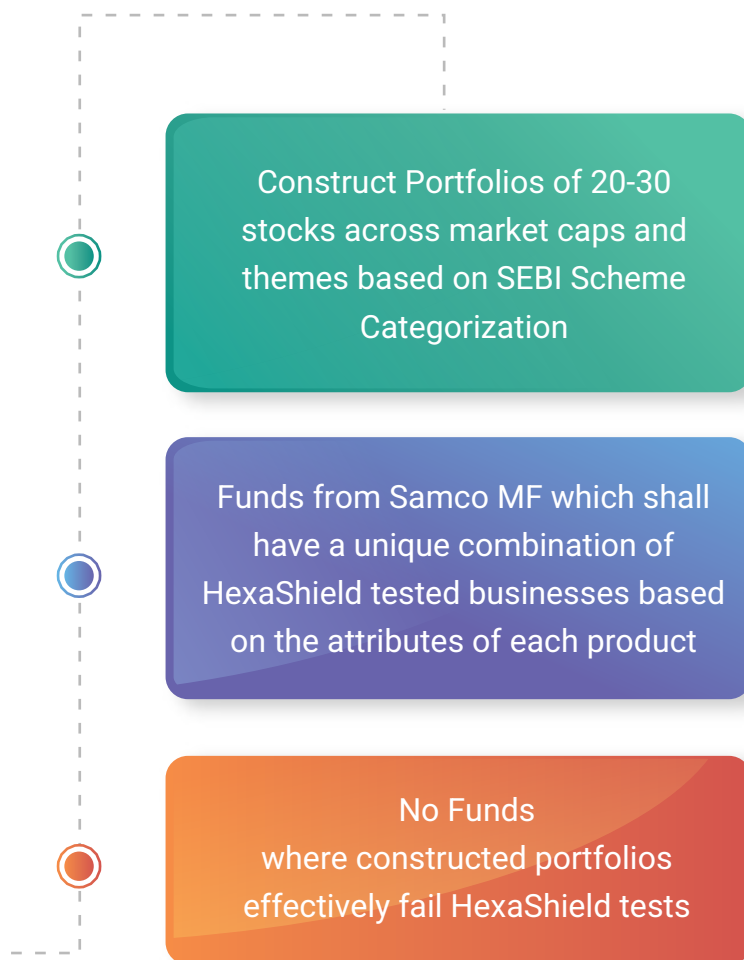 Construct Portfolios of 20-30
stocks across market caps and
themes based on SEBI Scheme
Categorization
Funds from Samco MF which shall
have a unique combination of
HexaShield tested businesses based
on the attributes of each product
No Funds
where constructed portfolios
effectively fail HexaShield tests